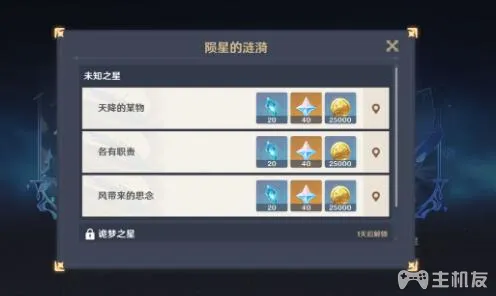 陨星的涟漪
未知之星
天降的某物
20 40 25000
各有职责
20 40 25000
风带来的思念
20 40 25000
诡梦之星 1天后解锁
主机友